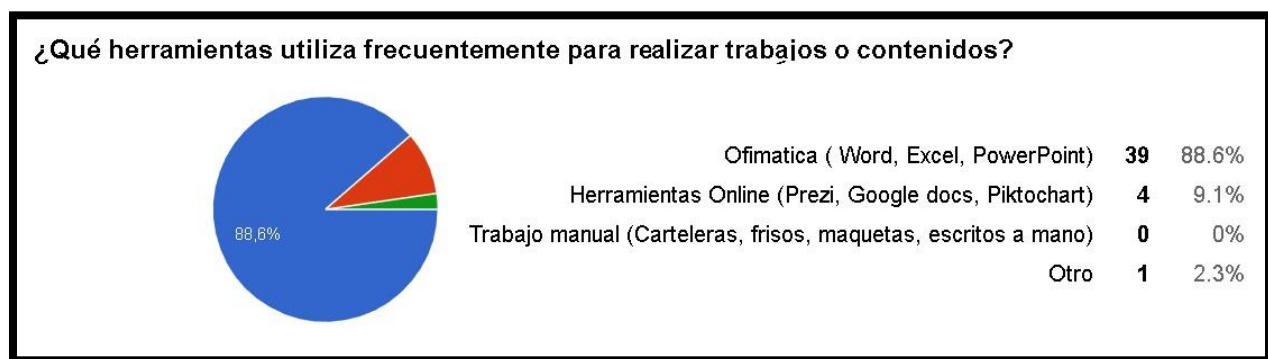 ¿Qué herramientas utiliza frecuentemente para realizar trabajos o contenidos?
88,6%
Ofimatica ( Word, Excel, PowerPoint) 39 88.6%
Herramientas Online (Prezi, Google docs, Piktochart) 4 9.1%
Trabajo manual (Carteleras, frisos, maquetas, escritos a mano) 0 0%
Otro 1 2.3%